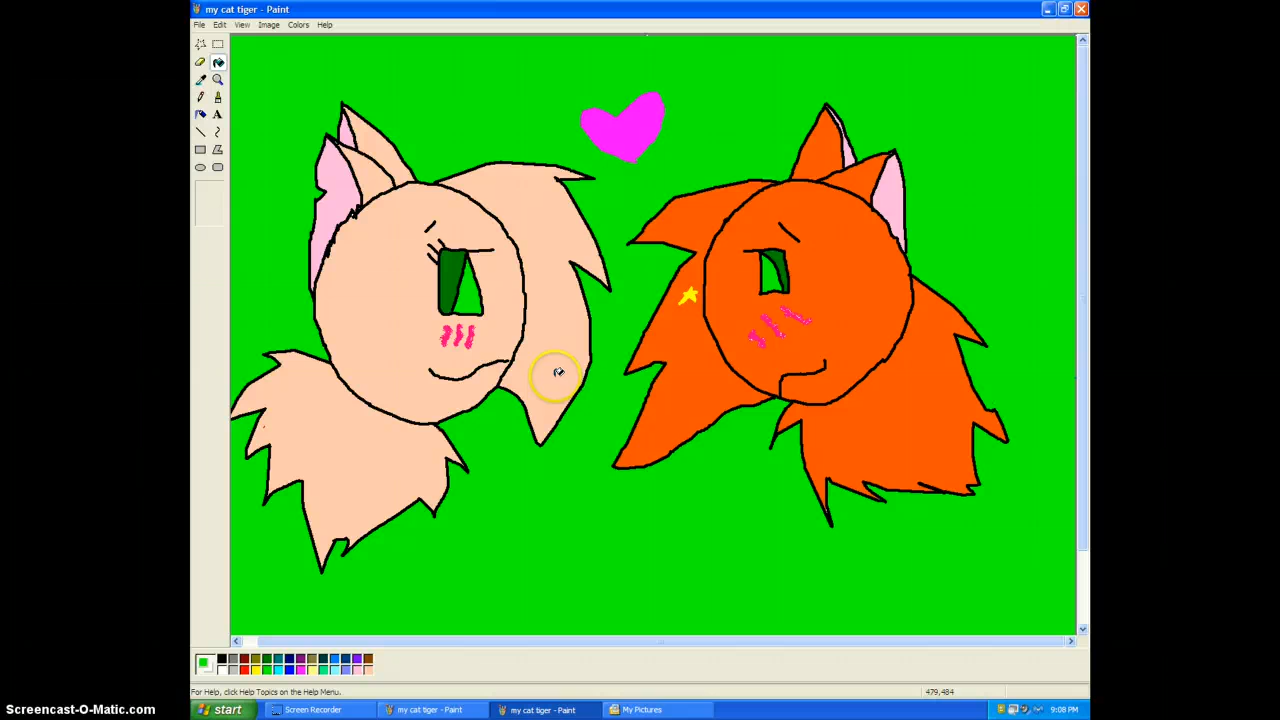 my cat tiger - Paint
File Edit View Image Colors Help
A
For Help, click Help Topics on the Help Menu.
479,484
start
Screen Recorder
my cat tiger - Paint
my cat tiger - Paint
My Pictures
9:08 PM
Screencast-O-Matic.com